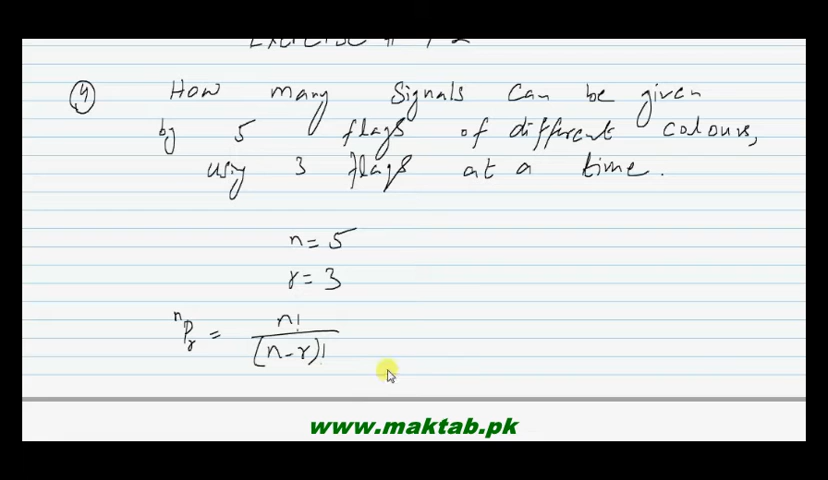 4 How many Signals can be given
by 5 flags of different colours,
using 3 flags at a time.
n = 5
r = 3
nPr = n! / (n-r)!
www.maktab.pk